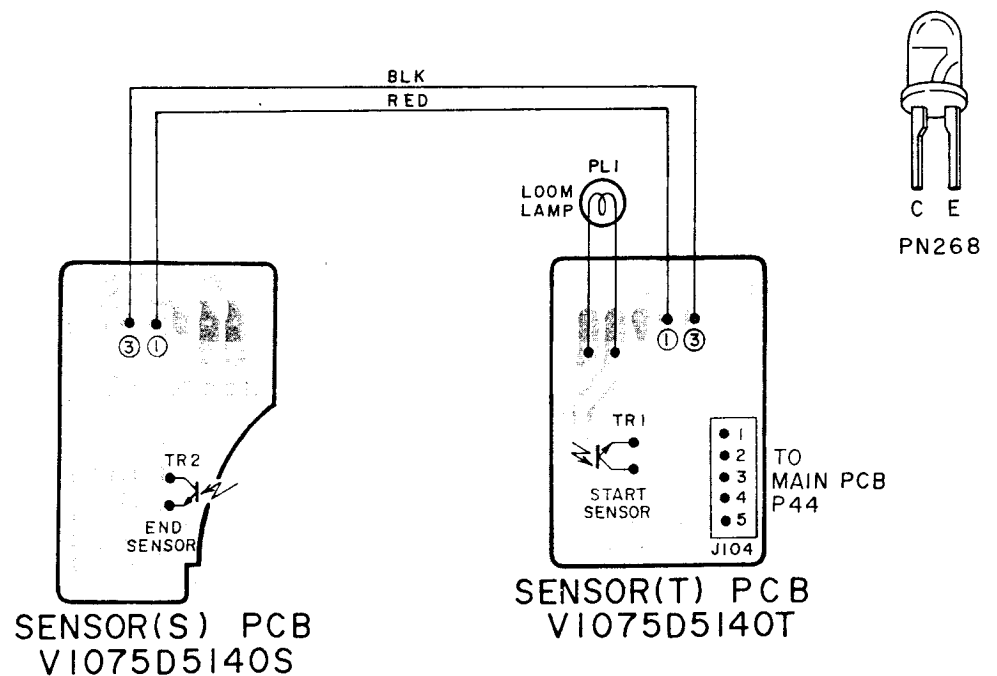 BLK
RED
PL1
LOOM
LAMP
C E
PN268
3 1
1 3
TR2
END
SENSOR
TR1
START
SENSOR
1
2
3
4
5
J104
TO
MAIN PCB
P44
SENSOR(S) PCB
V1075D5140S
SENSOR(T) PCB
V1075D5140T